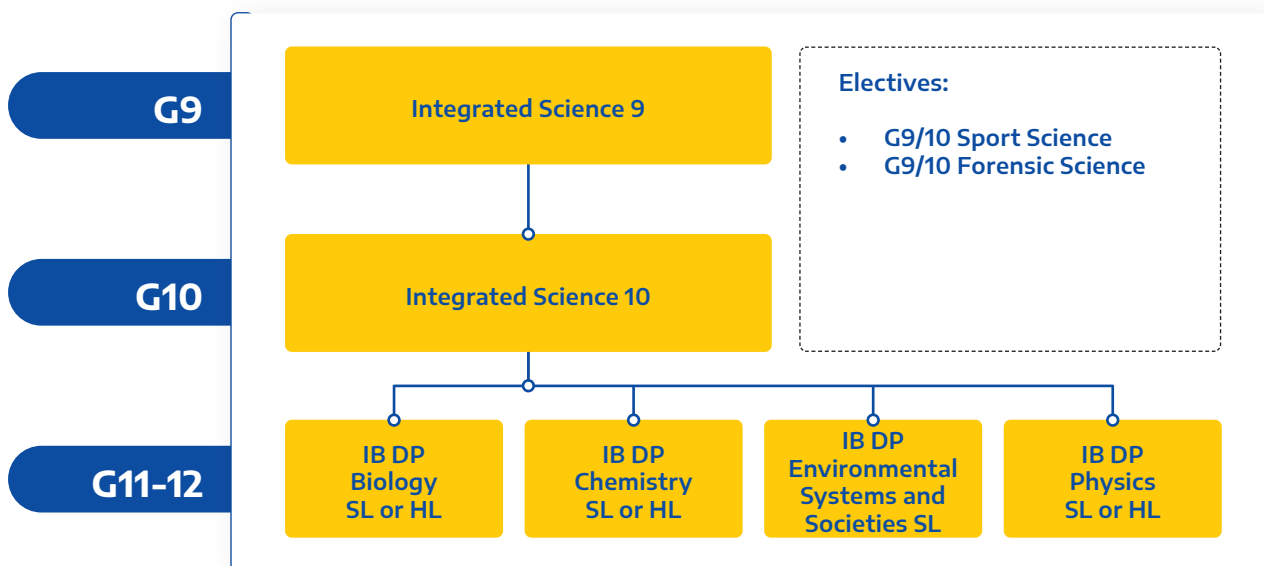 G9
Integrated Science 9
Electives:
• G9/10 Sport Science
• G9/10 Forensic Science
G10
Integrated Science 10
G11-12
IB DP
Biology
SL or HL
IB DP
Chemistry
SL or HL
IB DP
Environmental
Systems and
Societies SL
IB DP
Physics
SL or HL